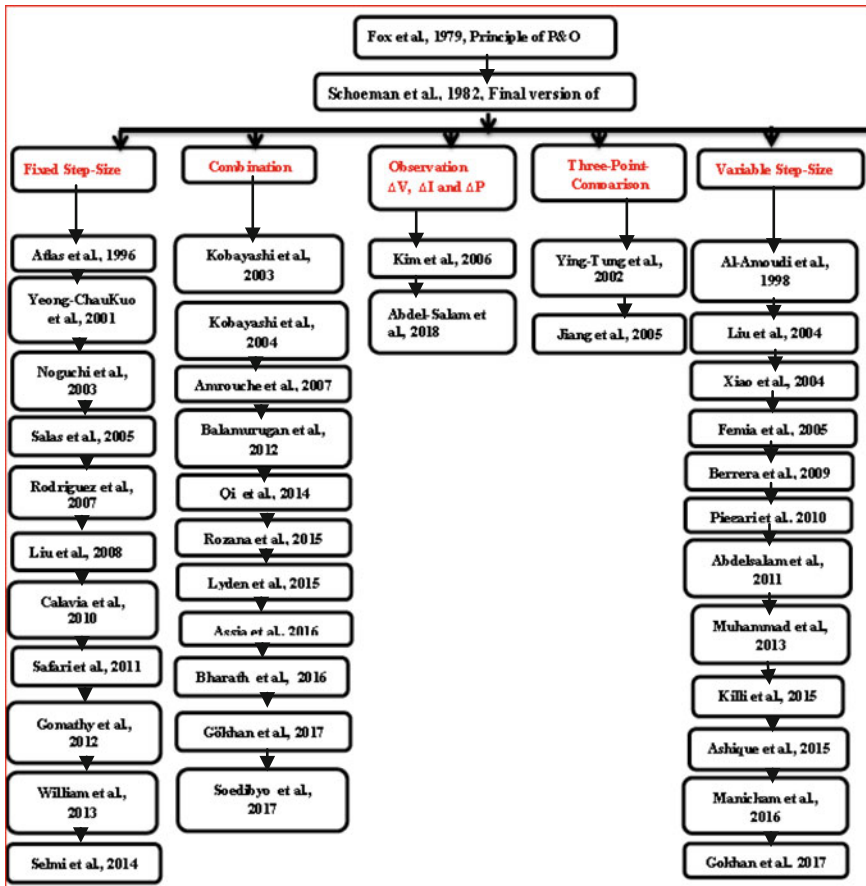 Fox et al., 1979, Principle of P&O
Schoeman et al., 1982, Final version of
Fixed Step-Size
Combination
Observation
ΔV, ΔI and ΔP
Three-Point-
Comparison
Variable Step-Size
Atlas et al., 1996
Yeong-ChauKuo
et al., 2001
Noguchi et al.,
2003
Salas et al., 2005
Rodriguez et al.,
2007
Liu et al., 2008
Calavia et al.,
2010
Safari et al., 2011
Gomathy et al.,
2012
William et al.,
2013
Selmi et al., 2014
Kobayashi et al.,
2003
Kobayashi et al.,
2004
Amrouche et al., 2007
Balamurugan et al.,
2012
Qi et al., 2014
Rozana et al., 2015
Lyden et al., 2015
Assia et al., 2016
Bharath et al., 2016
Gökhan et al., 2017
Soedibyo et al.,
2017
Kim et al., 2006
Abdel-Salam et
al., 2018
Ying-Tung et al.,
2002
Jiang et al., 2005
Al-Amoudi et al.,
1998
Liu et al., 2004
Xiao et al., 2004
Femia et al., 2005
Berrera et al., 2009
Piegari et al., 2010
Abdelsalam et al.,
2011
Muhammad et al.,
2013
Killi et al., 2015
Ashique et al., 2015
Manickam et al.,
2016
Gokhan et al., 2017